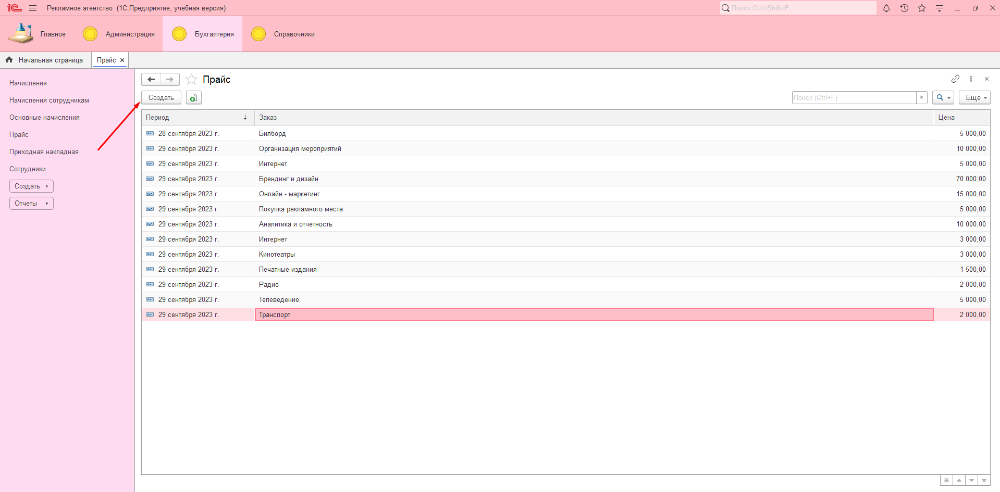 1С Рекламное агентство (1С:Предприятие, учебная версия) Поиск Ctrl+Shift+F
Главное Администрация Бухгалтерия Справочники
Начальная страница Прайс
Начисления
Начисления сотрудникам
Основные начисления
Прайс
Приходная накладная
Сотрудники
Создать
Отчеты
Прайс
Создать Поиск (Ctrl+F) × Еще
Период ↓ Заказ Цена
28 сентября 2023 г. Билборд 5 000,00
29 сентября 2023 г. Организация мероприятий 10 000,00
29 сентября 2023 г. Интернет 5 000,00
29 сентября 2023 г. Брендинг и дизайн 70 000,00
29 сентября 2023 г. Онлайн - маркетинг 15 000,00
29 сентября 2023 г. Покупка рекламного места 5 000,00
29 сентября 2023 г. Аналитика и отчетность 10 000,00
29 сентября 2023 г. Интернет 3 000,00
29 сентября 2023 г. Кинотеатры 3 000,00
29 сентября 2023 г. Печатные издания 1 500,00
29 сентября 2023 г. Радио 2 000,00
29 сентября 2023 г. Телеведение 5 000,00
29 сентября 2023 г. Транспорт 2 000,00